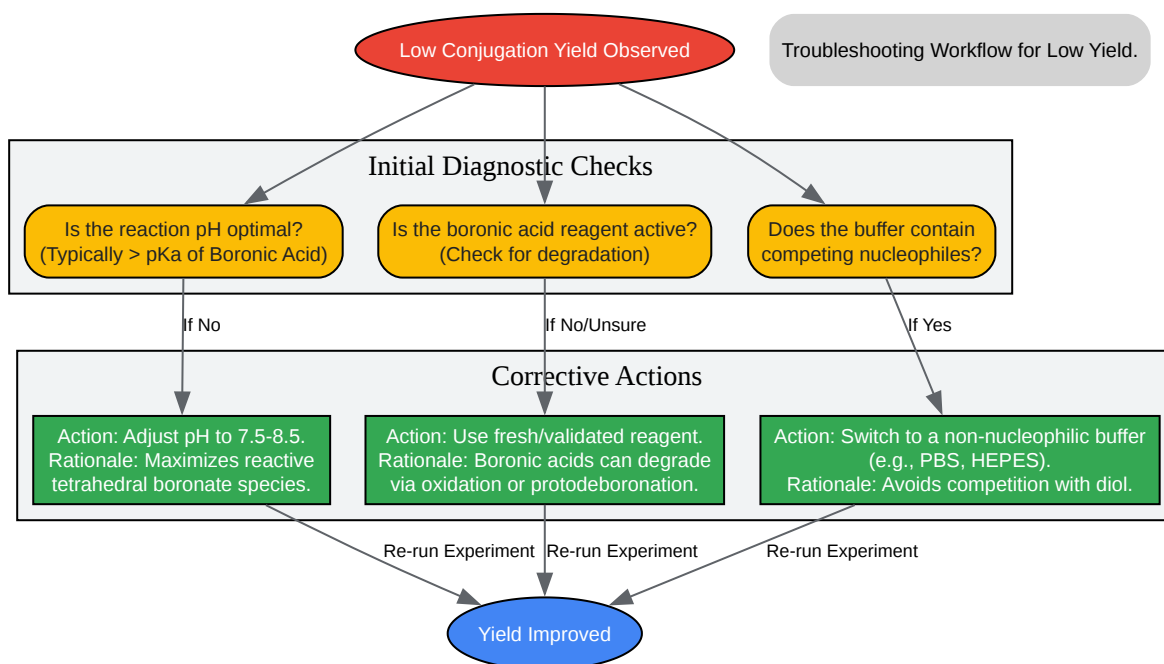 Low Conjugation Yield Observed
Troubleshooting Workflow for Low Yield.
Initial Diagnostic Checks
Is the reaction pH optimal?
(Typically > pKa of Boronic Acid)
Is the boronic acid reagent active?
(Check for degradation)
Does the buffer contain
competing nucleophiles?
If No
If No/Unsure
If Yes
Corrective Actions
Action: Adjust pH to 7.5-8.5.
Rationale: Maximizes reactive
tetrahedral boronate species.
Action: Use fresh/validated reagent.
Rationale: Boronic acids can degrade
via oxidation or protodeboronation.
Action: Switch to a non-nucleophilic buffer
(e.g., PBS, HEPES).
Rationale: Avoids competition with diol.
Re-run Experiment
Re-run Experiment
Re-run Experiment
Yield Improved